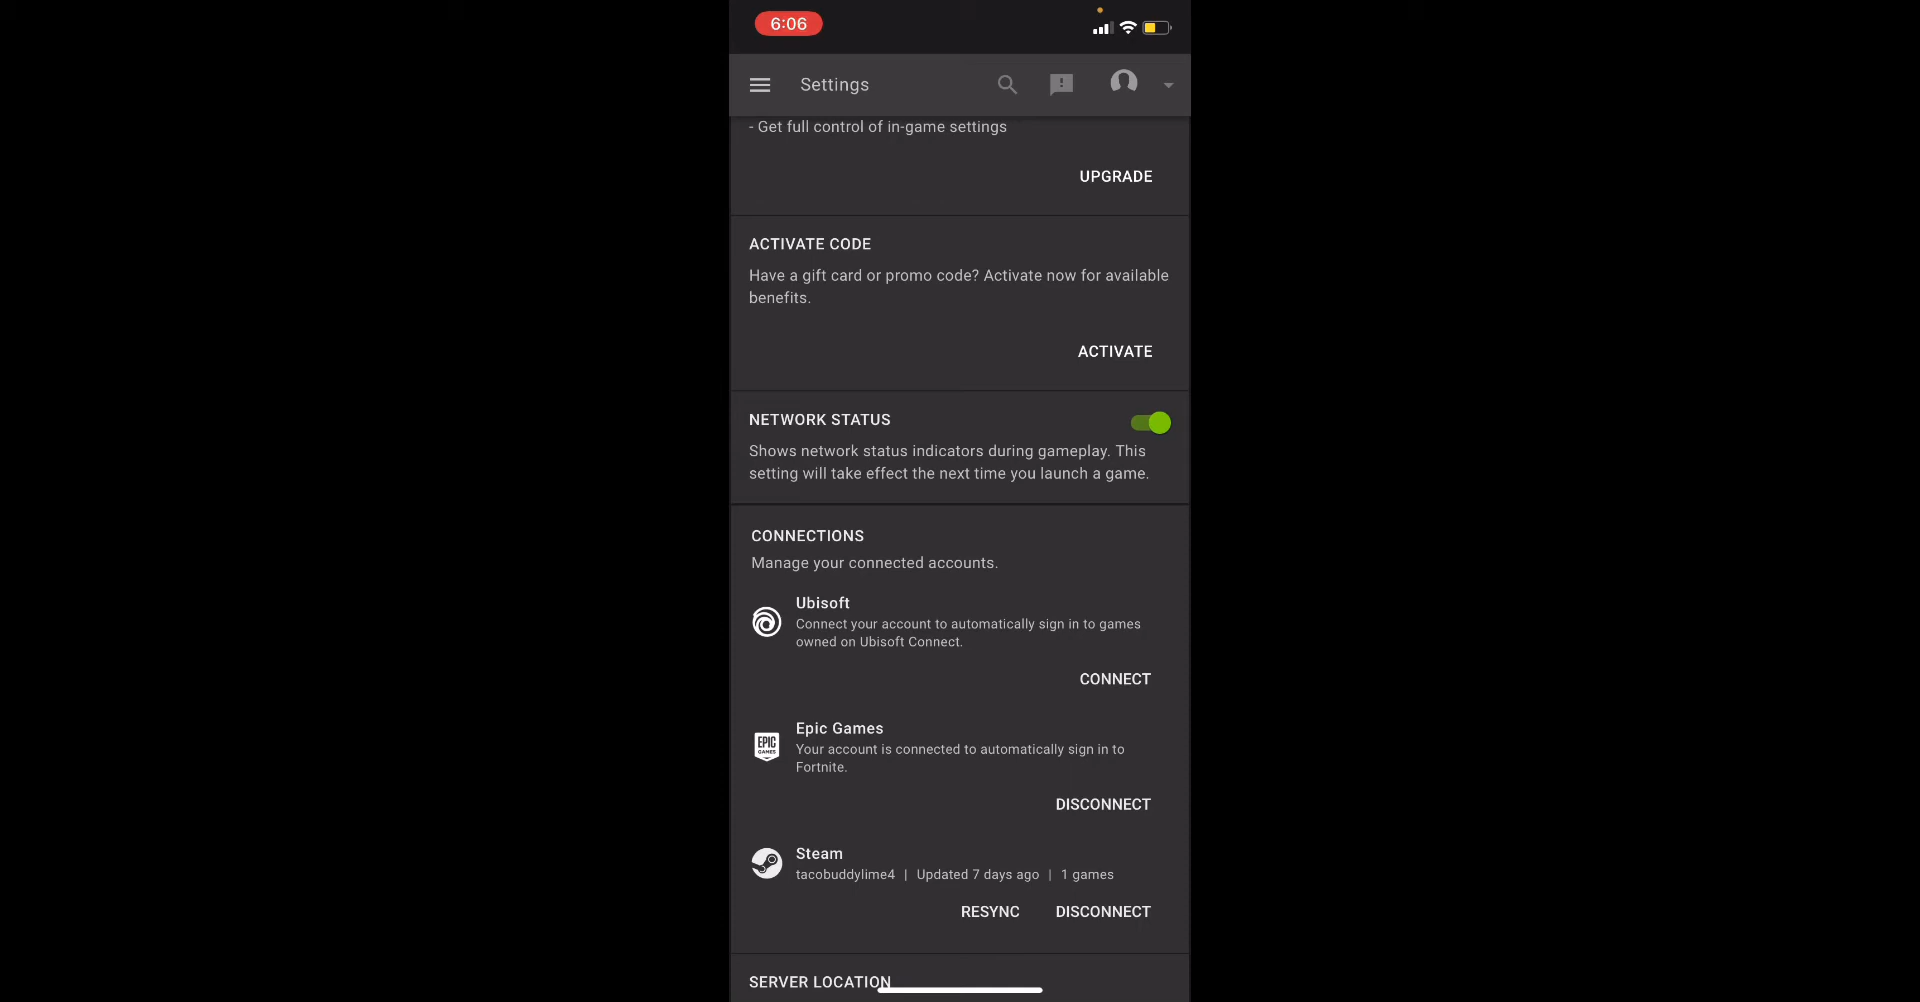 6:06
Settings
- Get full control of in-game settings
UPGRADE
ACTIVATE CODE
Have a gift card or promo code? Activate now for available
benefits.
ACTIVATE
NETWORK STATUS
Shows network status indicators during gameplay. This
setting will take effect the next time you launch a game.
CONNECTIONS
Manage your connected accounts.
Ubisoft
Connect your account to automatically sign in to games
owned on Ubisoft Connect.
CONNECT
EPIC
GAMES
Epic Games
Your account is connected to automatically sign in to
Fortnite.
DISCONNECT
Steam
tacobuddylime4 | Updated 7 days ago | 1 games
RESYNC DISCONNECT
SERVER LOCATION